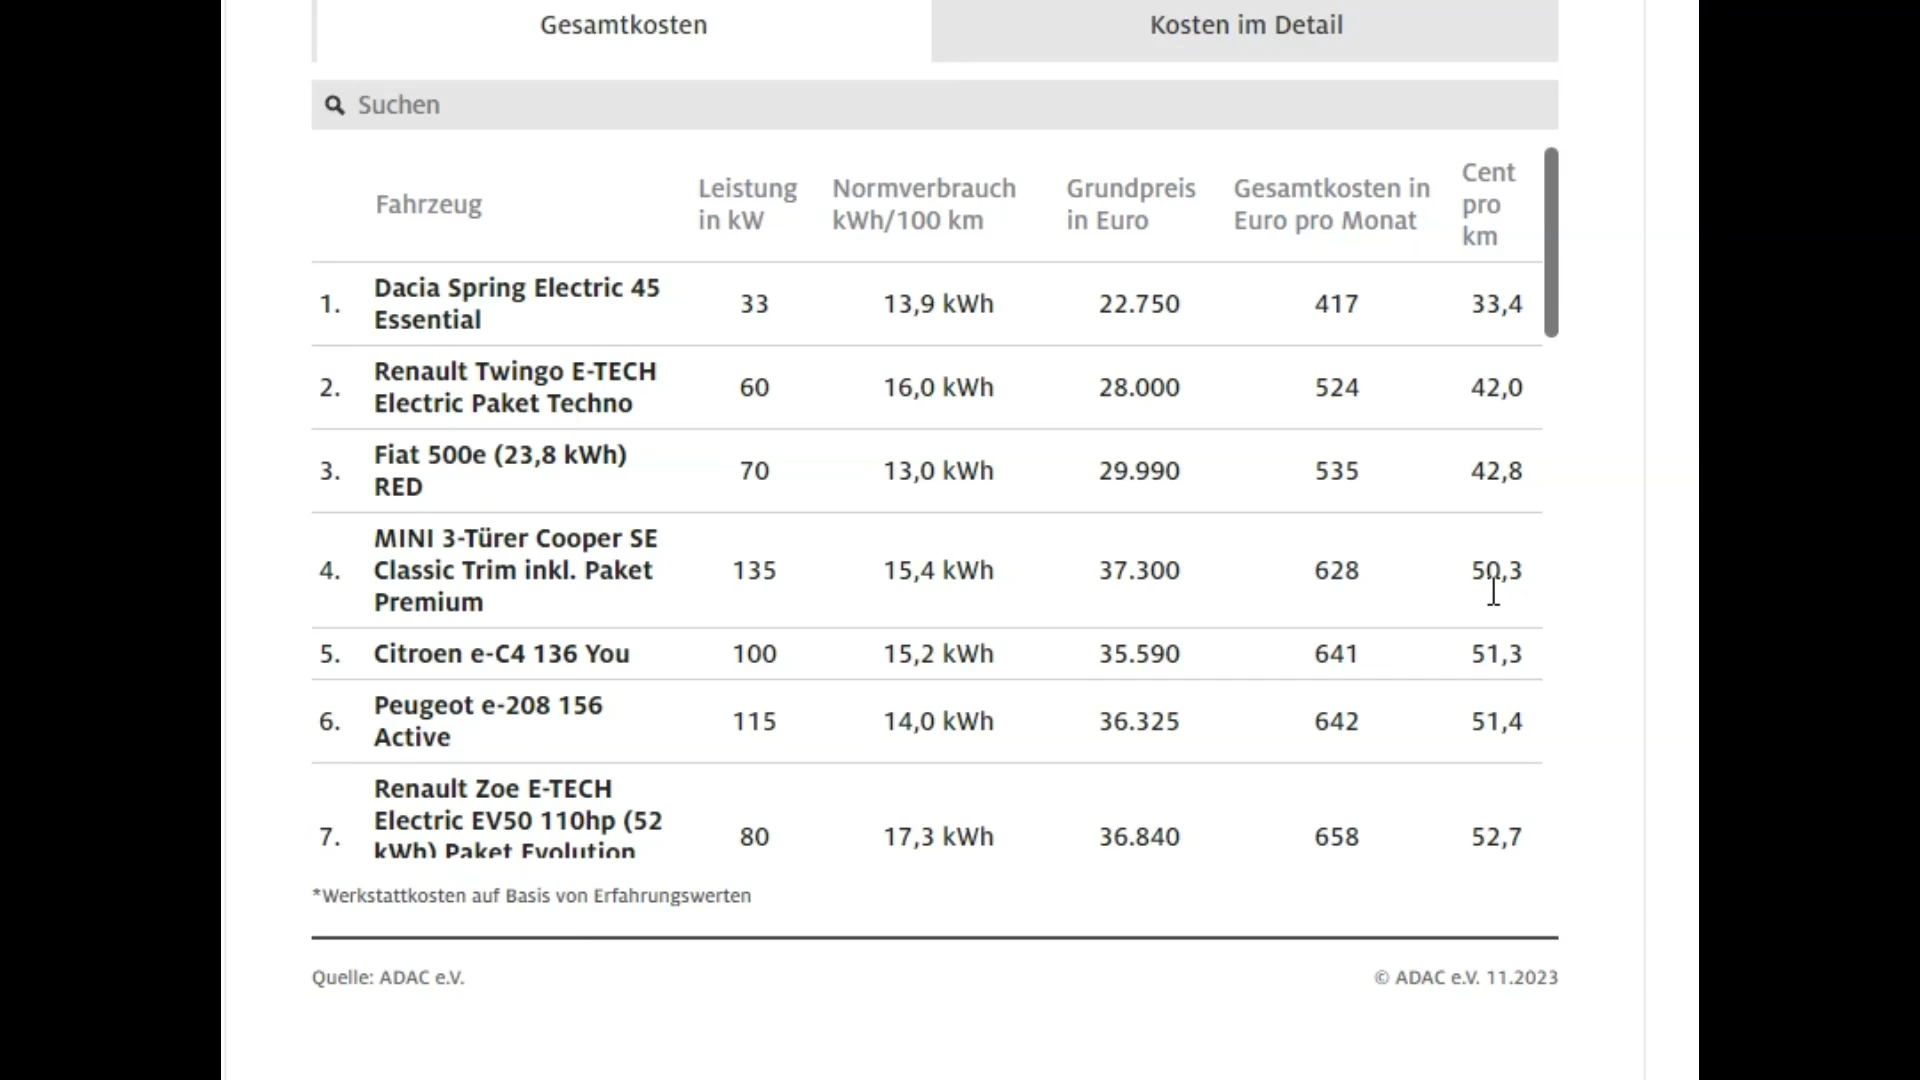 Gesamtkosten
Kosten im Detail
Suchen
Fahrzeug
Leistung
in kW
Normverbrauch
kWh/100 km
Grundpreis
in Euro
Gesamtkosten in
Euro pro Monat
Cent
pro
km
1.
Dacia Spring Electric 45
Essential
33
13,9 kWh
22.750
417
33,4
2.
Renault Twingo E-TECH
Electric Paket Techno
60
16,0 kWh
28.000
524
42,0
3.
Fiat 500e (23,8 kWh)
RED
70
13,0 kWh
29.990
535
42,8
4.
MINI 3-Türer Cooper SE
Classic Trim inkl. Paket
Premium
135
15,4 kWh
37.300
628
50,3
5.
Citroen e-C4 136 You
100
15,2 kWh
35.590
641
51,3
6.
Peugeot e-208 156
Active
115
14,0 kWh
36.325
642
51,4
7.
Renault Zoe E-TECH
Electric EV50 110hp (52
kWh) Paket Evolution
80
17,3 kWh
36.840
658
52,7
*Werkstattkosten auf Basis von Erfahrungswerten
Quelle: ADAC e.V.
© ADAC e.V. 11.2023